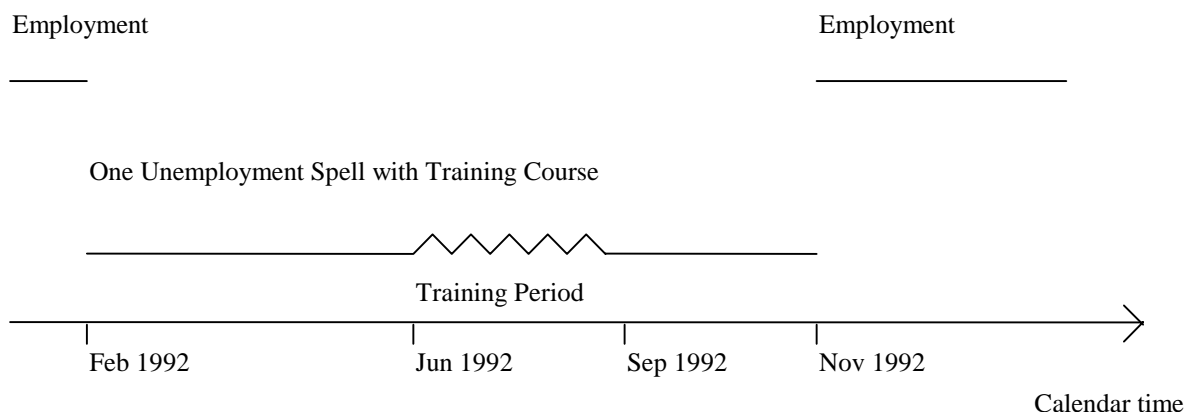 Employment Employment
One Unemployment Spell with Training Course
Training Period
Feb 1992 Jun 1992 Sep 1992 Nov 1992
Calendar time